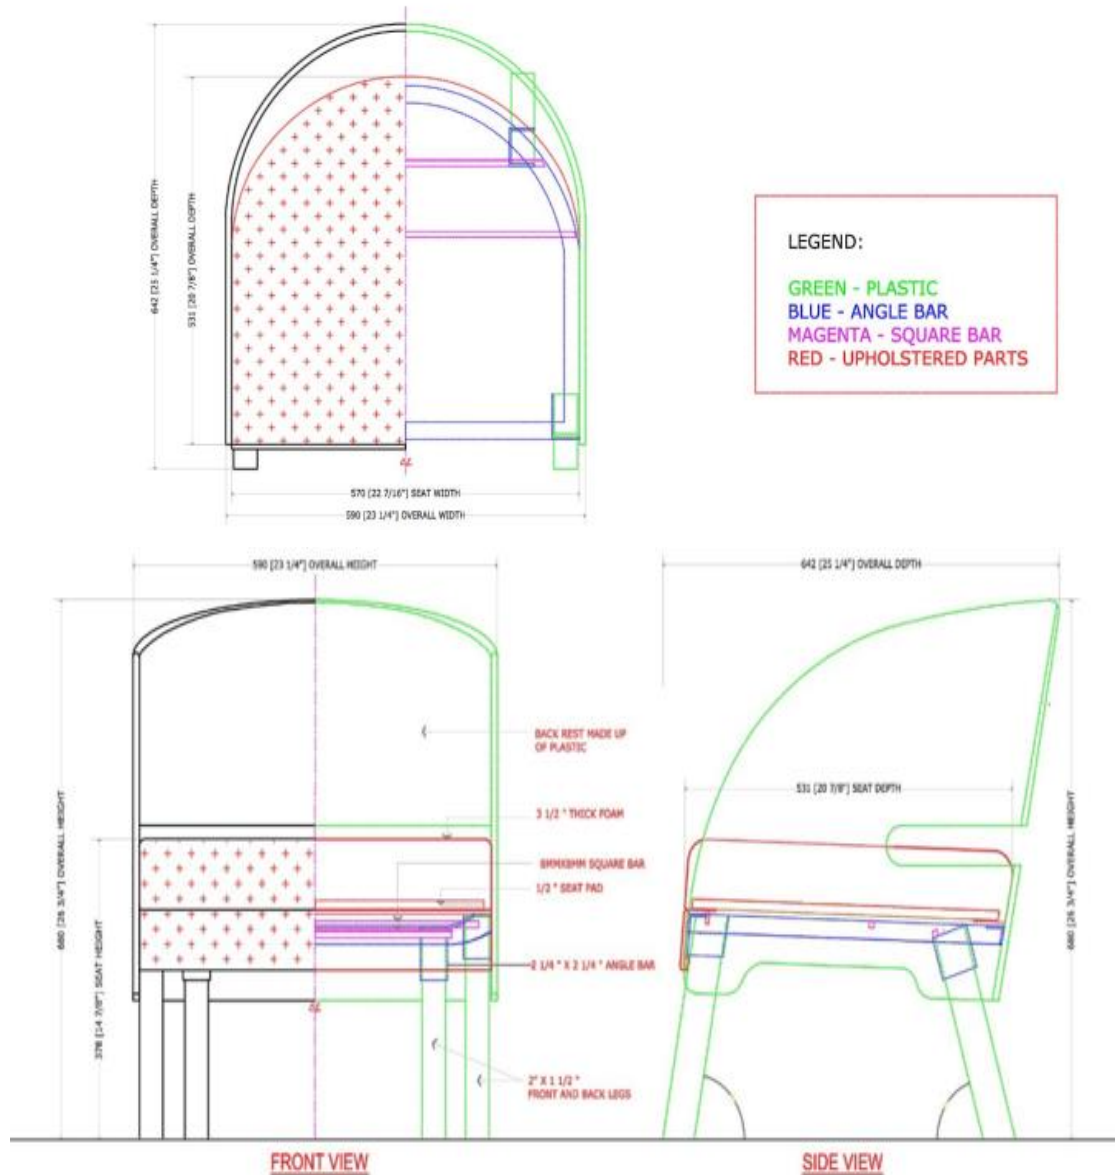 642 [25 1/4"] OVERALL DEPTH
531 [20 7/8"] OVERALL DEPTH
℄
570 [22 7/16"] SEAT WIDTH
590 [23 1/4"] OVERALL WIDTH
LEGEND:
GREEN - PLASTIC
BLUE - ANGLE BAR
MAGENTA - SQUARE BAR
RED - UPHOLSTERED PARTS
590 [23 1/4"] OVERALL HEIGHT
680 [26 3/4"] OVERALL HEIGHT
378 [14 7/8"] SEAT HEIGHT
BACK REST MADE UP
OF PLASTIC
3 1/2 " THICK FOAM
8MMX8MM SQUARE BAR
1/2 " SEAT PAD
2 1/4 " X 2 1/4 " ANGLE BAR
℄
2" X 1 1/2 "
FRONT AND BACK LEGS
FRONT VIEW
642 [25 1/4"] OVERALL DEPTH
531 [20 7/8"] SEAT DEPTH
680 [26 3/4"] OVERALL HEIGHT
SIDE VIEW